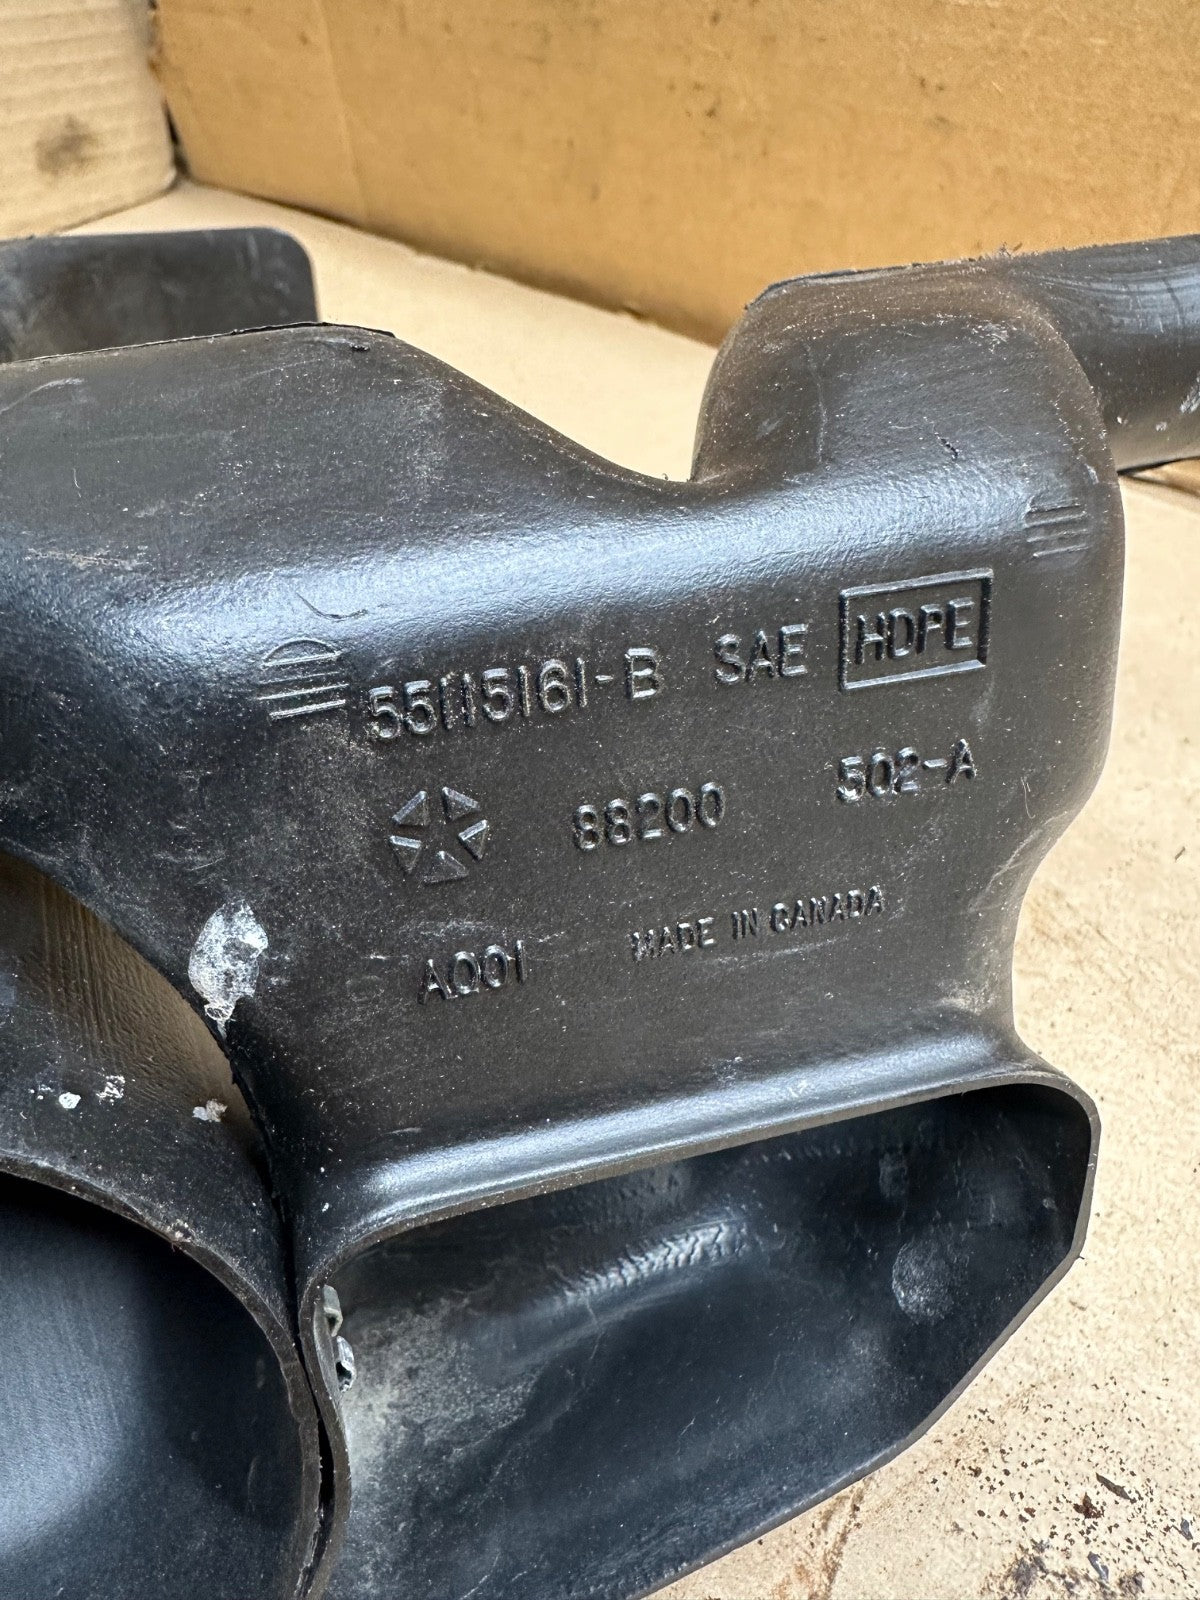 55115161-B SAE HDPE
88200 502-A
A001 MADE IN CANADA